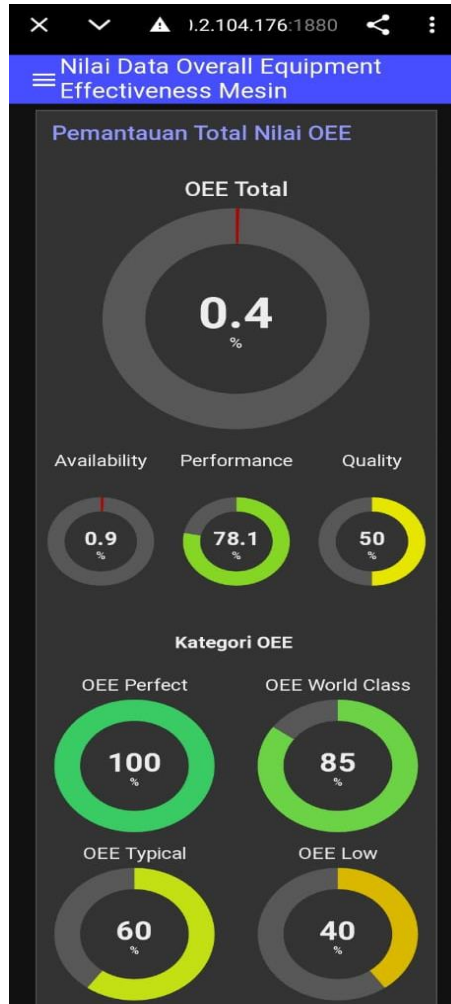 ).2.104.176:1880
Nilai Data Overall Equipment
Effectiveness Mesin
Pemantauan Total Nilai OEE
OEE Total
0.4
%
Availability Performance Quality
0.9 78.1 50
% % %
Kategori OEE
OEE Perfect OEE World Class
100 85
% %
OEE Typical OEE Low
60 40
% %